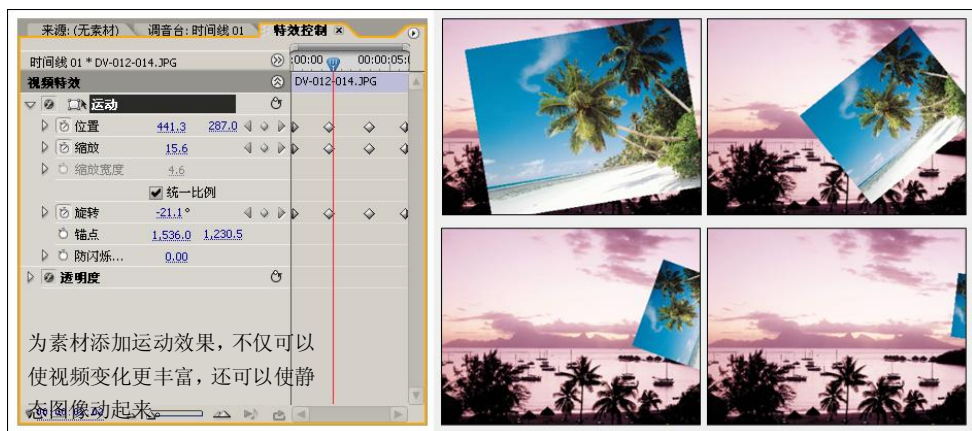 来源: (无素材) 调音台: 时间线 01 特效控制 ×
时间线 01 * DV-012-014.JPG :00:00 00:00:05:
视频特效 DV-012-014.JPG
运动
位置 441.3 287.0
缩放 15.6
缩放宽度 4.6
统一比例
旋转 -21.1°
锚点 1,536.0 1,230.5
防闪烁... 0.00
透明度
为素材添加运动效果，不仅可以
使视频变化更丰富，还可以使静
态图像动起来